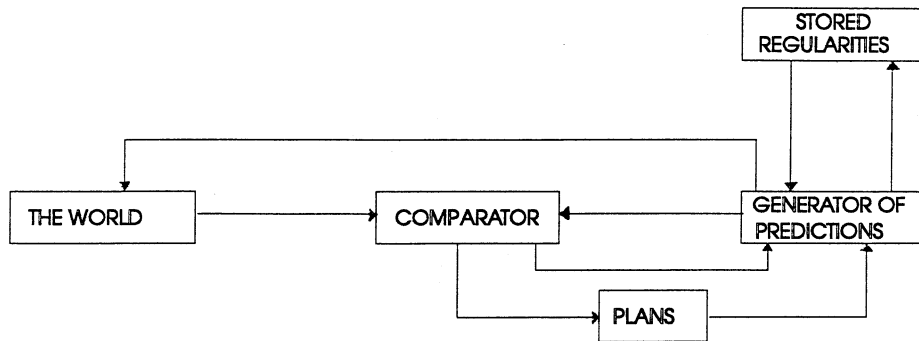 STORED
REGULARITIES
THE WORLD
COMPARATOR
GENERATOR OF
PREDICTIONS
PLANS